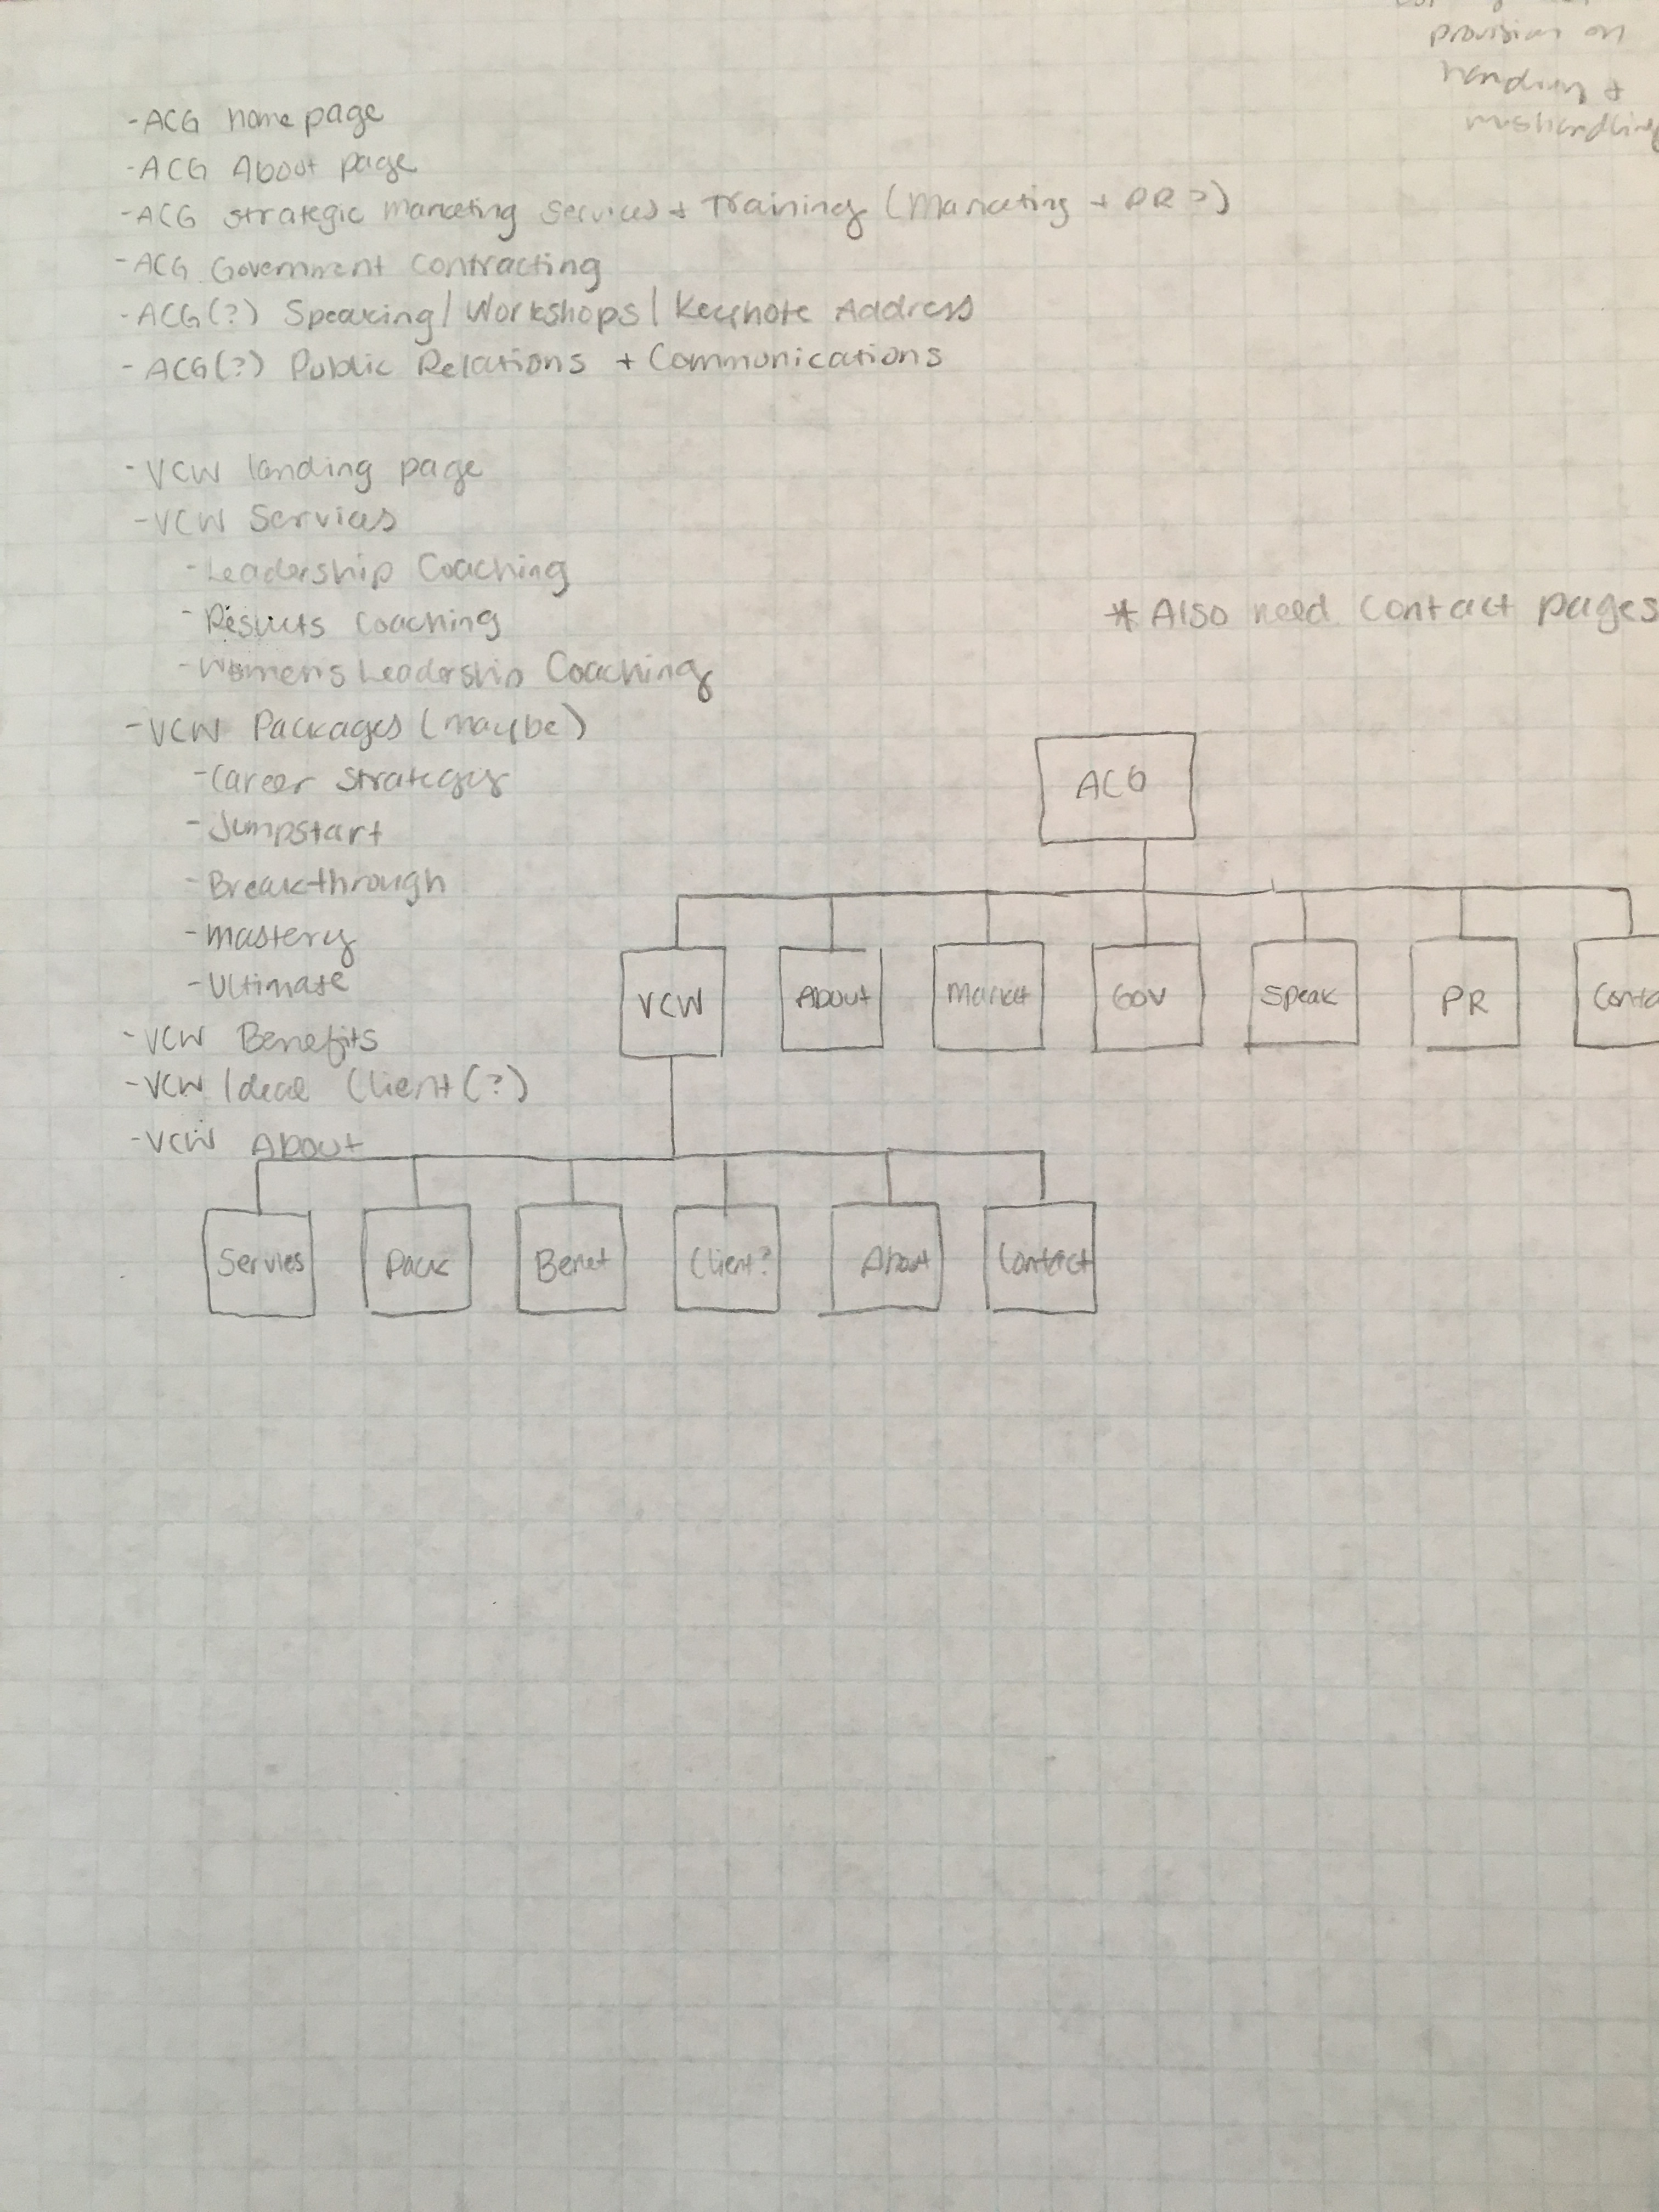 provision on
handling +
mishandling
- ACG home page
- ACG About page
- ACG strategic marketing services + Training (Marketing + PR?)
- ACG Government Contracting
- ACG(?) Speaking/Workshops/Keynote Address
- ACG(?) Public Relations + Communications
- VCW landing page
- VCW Services
- Leadership Coaching
- Results Coaching
- Womens Leadership Coaching
* Also need contact pages
- VCW Packages (maybe)
- Career Strategy
- Jumpstart
- Breakthrough
- Mastery
- Ultimate
- VCW Benefits
- VCW Ideal Client(?)
- VCW About
ACG
VCW About Market Gov Speak PR Conta
Servies Pack Benet Client? About Contact